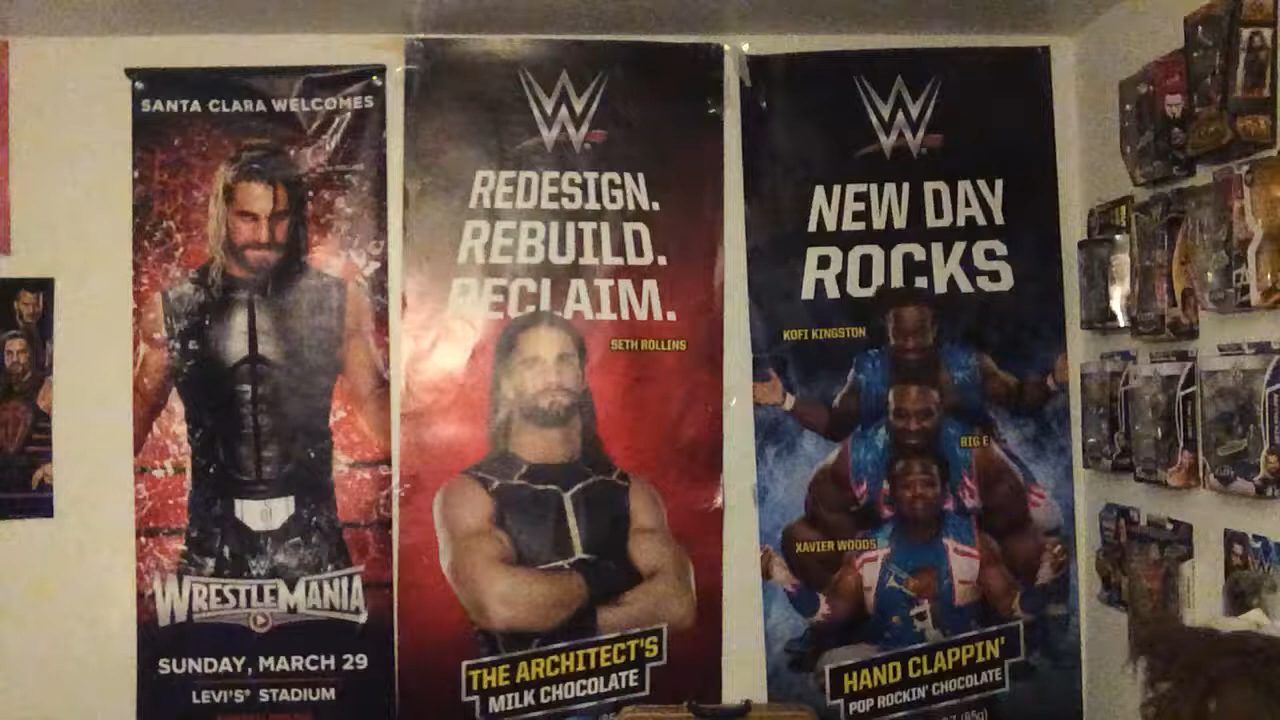 SANTA CLARA WELCOMES
WRESTLEMANIA
SUNDAY, MARCH 29
LEVI'S® STADIUM
W
REDESIGN.
REBUILD.
RECLAIM.
SETH ROLLINS
THE ARCHITECT'S
MILK CHOCOLATE
W
NEW DAY
ROCKS
KOFI KINGSTON
BIG E
XAVIER WOODS
HAND CLAPPIN'
POP ROCKIN' CHOCOLATE
(85g)